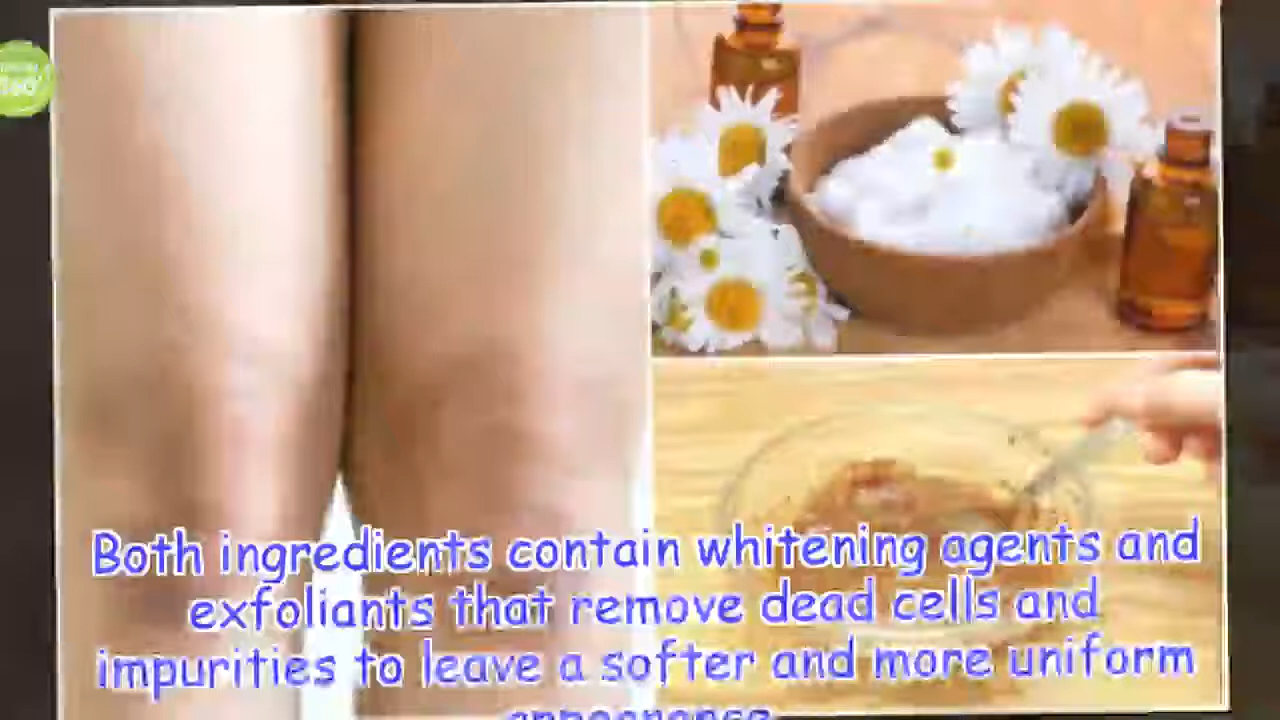 Both ingredients contain whitening agents and
exfoliants that remove dead cells and
impurities to leave a softer and more uniform